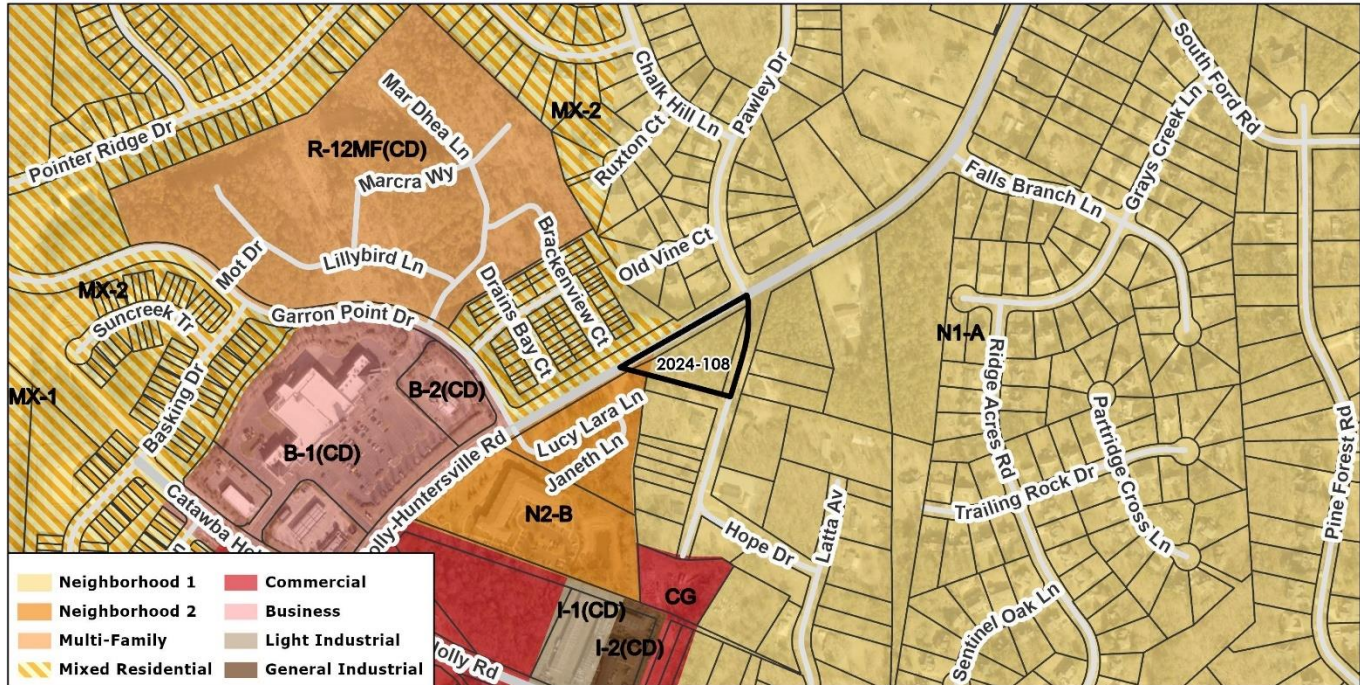 South Ford Rd
Chalk Hill Ln
Pawley Dr
Mar Dhea Ln
MX-2
R-12MF(CD)
Ruxton Ct
Grays Creek Ln
Pointer Ridge Dr
Marcra Wy
Falls Branch Ln
Brackenview Ct
Old Vine Ct
Mot Dr
Lillybird Ln
Drains Bay Ct
MX-2
Suncreek Tr
Garron Point Dr
N1-A
2024-108
Ridge Acres Rd
MX-1
Basking Dr
B-2(CD)
Lucy Lara Ln
Partridge Cross Ln
B-1(CD)
Janeth Ln
Pine Forest Rd
N2-B
Trailing Rock Dr
Catawba He
olly-Huntersville Rd
Hope Dr
Latta Av
n
CG
I-1(CD)
I-2(CD)
Sentinel Oak Ln
olly Rd
Neighborhood 1
Commercial
Neighborhood 2
Business
Multi-Family
Light Industrial
Mixed Residential
General Industrial